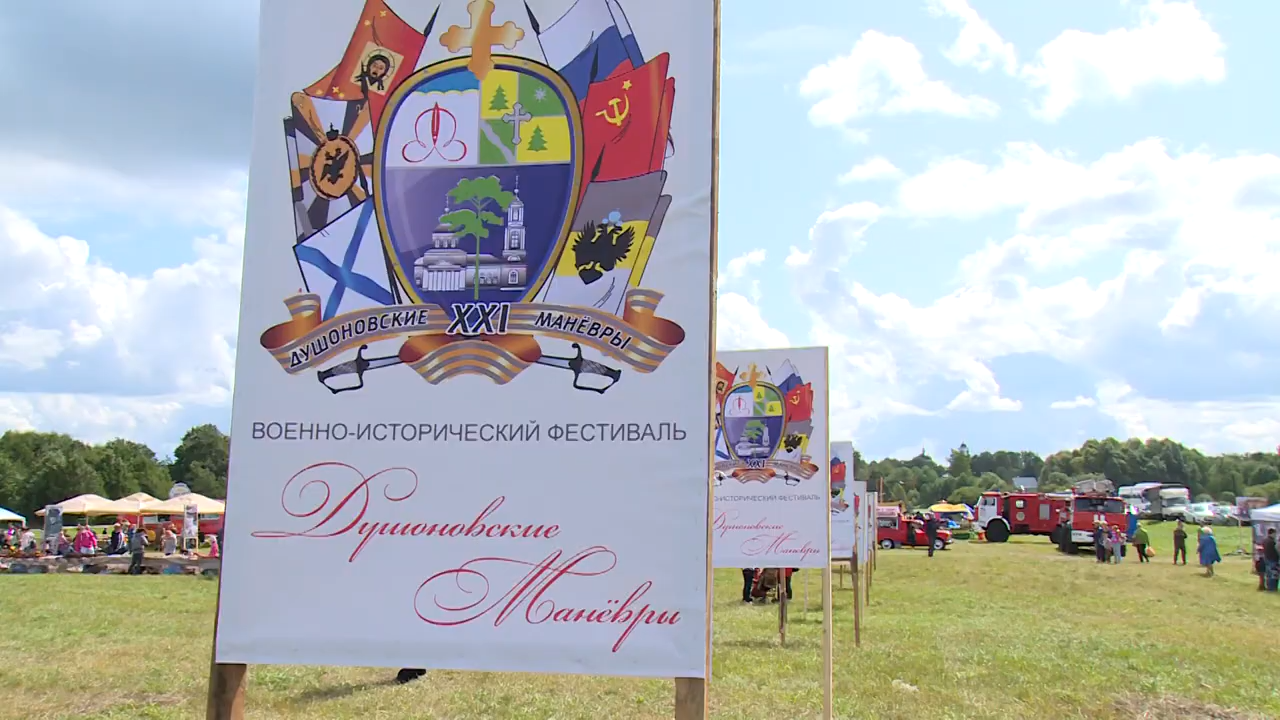 ДУШОНОВСКИЕ XXI МАНЁВРЫ
ВОЕННО-ИСТОРИЧЕСКИЙ ФЕСТИВАЛЬ
Душоновские
Манёвры
XXI
-ИСТОРИЧЕСКИЙ ФЕСТИВАЛЬ
Душоновские
Манёвры